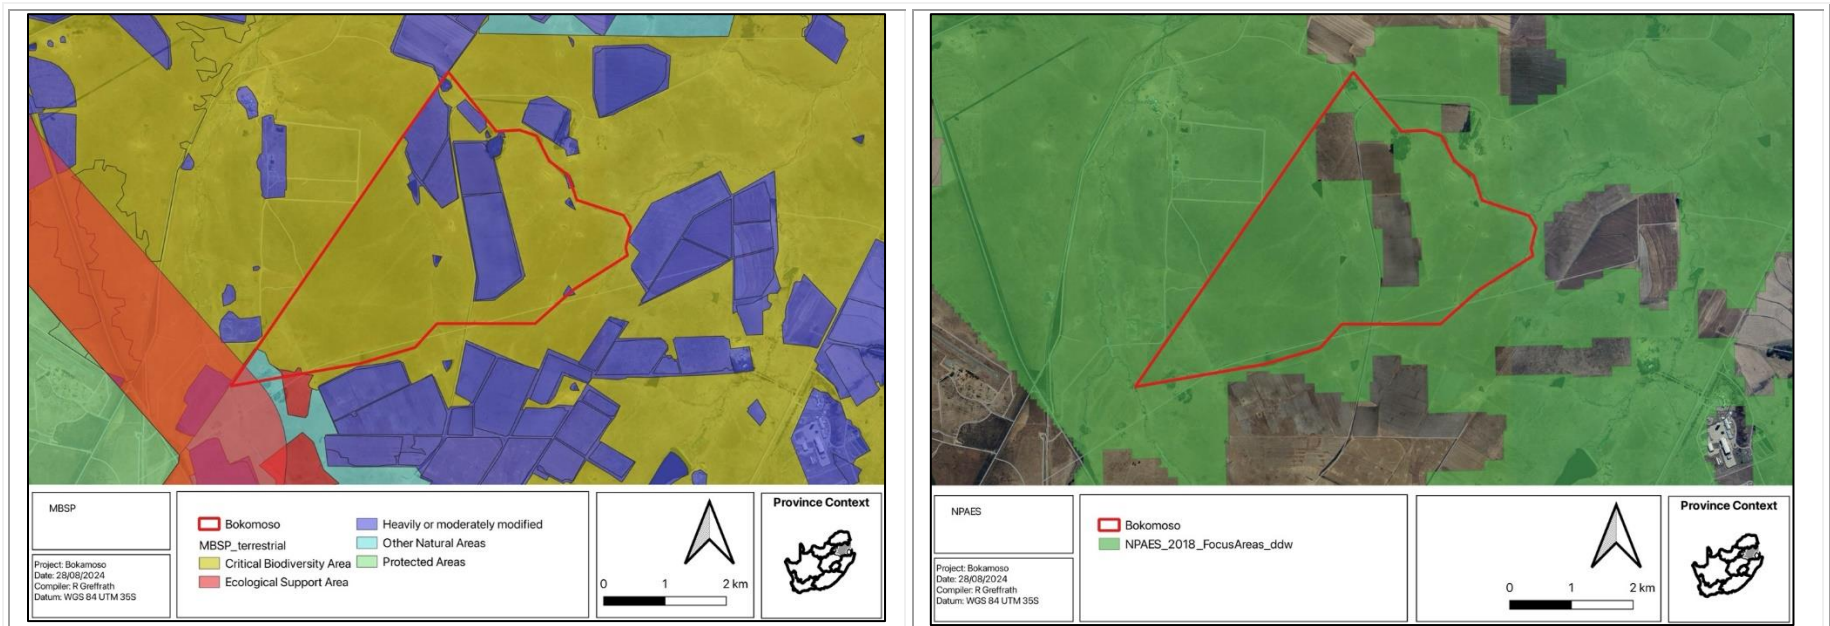 MBSP
Project: Bokamoso
Date: 28/08/2024
Compiler: R Greffrath
Datum: WGS 84 UTM 35S
Bokomoso
MBSP_terrestrial
Critical Biodiversity Area
Ecological Support Area
Heavily or moderately modified
Other Natural Areas
Protected Areas
0 1 2 km
Province Context
NPAES
Project: Bokamoso
Date: 28/08/2024
Compiler: R Greffrath
Datum: WGS 84 UTM 35S
Bokomoso
NPAES_2018_FocusAreas_ddw
0 1 2 km
Province Context